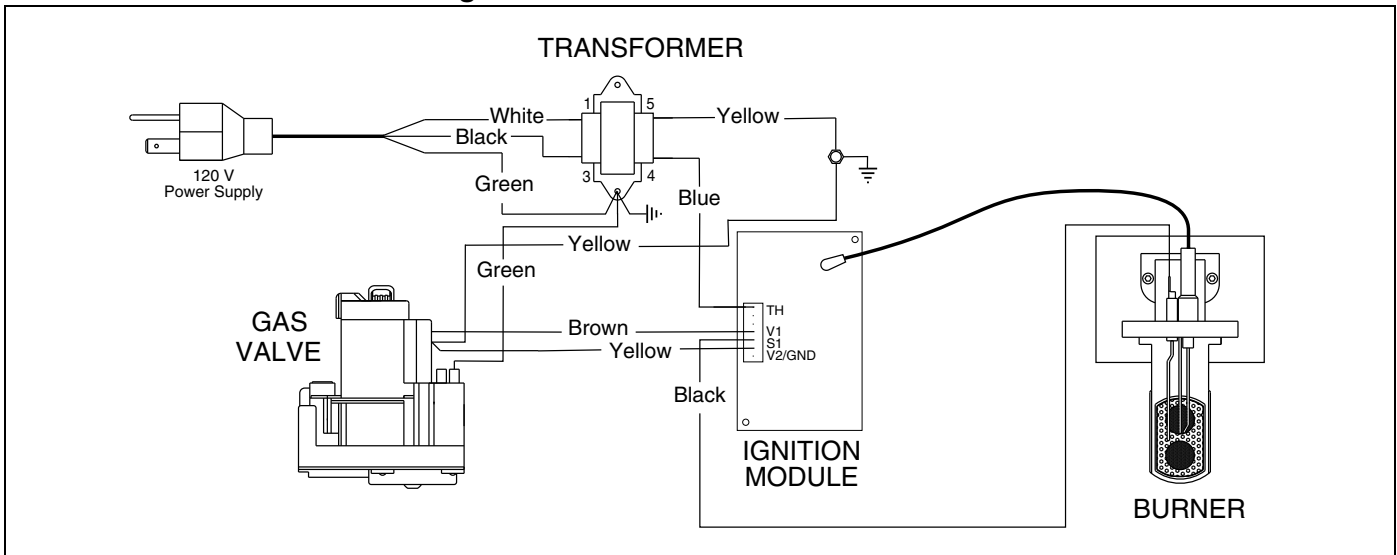 TRANSFORMER
1
5
White
Yellow
Black
120 V
Power Supply
3
4
Green
Blue
Yellow
Green
GAS
VALVE
Brown
Yellow
TH
V1
S1
V2/GND
Black
IGNITION
MODULE
BURNER